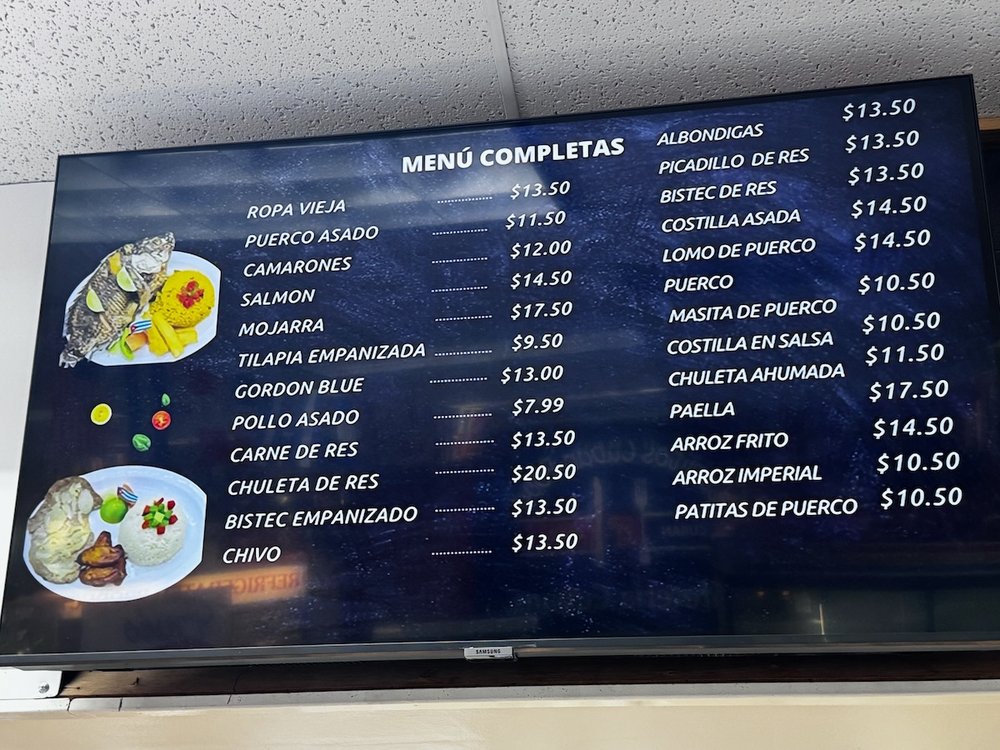 MENÚ COMPLETAS
ROPA VIEJA ............... $13.50
PUERCO ASADO ............... $11.50
CAMARONES ............... $12.00
SALMON ............... $14.50
MOJARRA ............... $17.50
TILAPIA EMPANIZADA ............... $9.50
GORDON BLUE ............... $13.00
POLLO ASADO ............... $7.99
CARNE DE RES ............... $13.50
CHULETA DE RES ............... $20.50
BISTEC EMPANIZADO ............... $13.50
CHIVO ............... $13.50
ALBONDIGAS $13.50
PICADILLO DE RES $13.50
BISTEC DE RES $13.50
COSTILLA ASADA $14.50
LOMO DE PUERCO $14.50
PUERCO
MASITA DE PUERCO $10.50
COSTILLA EN SALSA $10.50
CHULETA AHUMADA $11.50
PAELLA $17.50
ARROZ FRITO $14.50
ARROZ IMPERIAL $10.50
PATITAS DE PUERCO $10.50
SAMSUNG